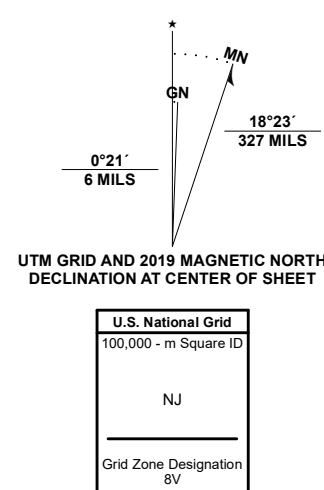 ★
MN
GN
18°23´
327 MILS
0°21´
6 MILS
UTM GRID AND 2019 MAGNETIC NORTH
DECLINATION AT CENTER OF SHEET
U.S. National Grid
100,000 - m Square ID
NJ
Grid Zone Designation
8V